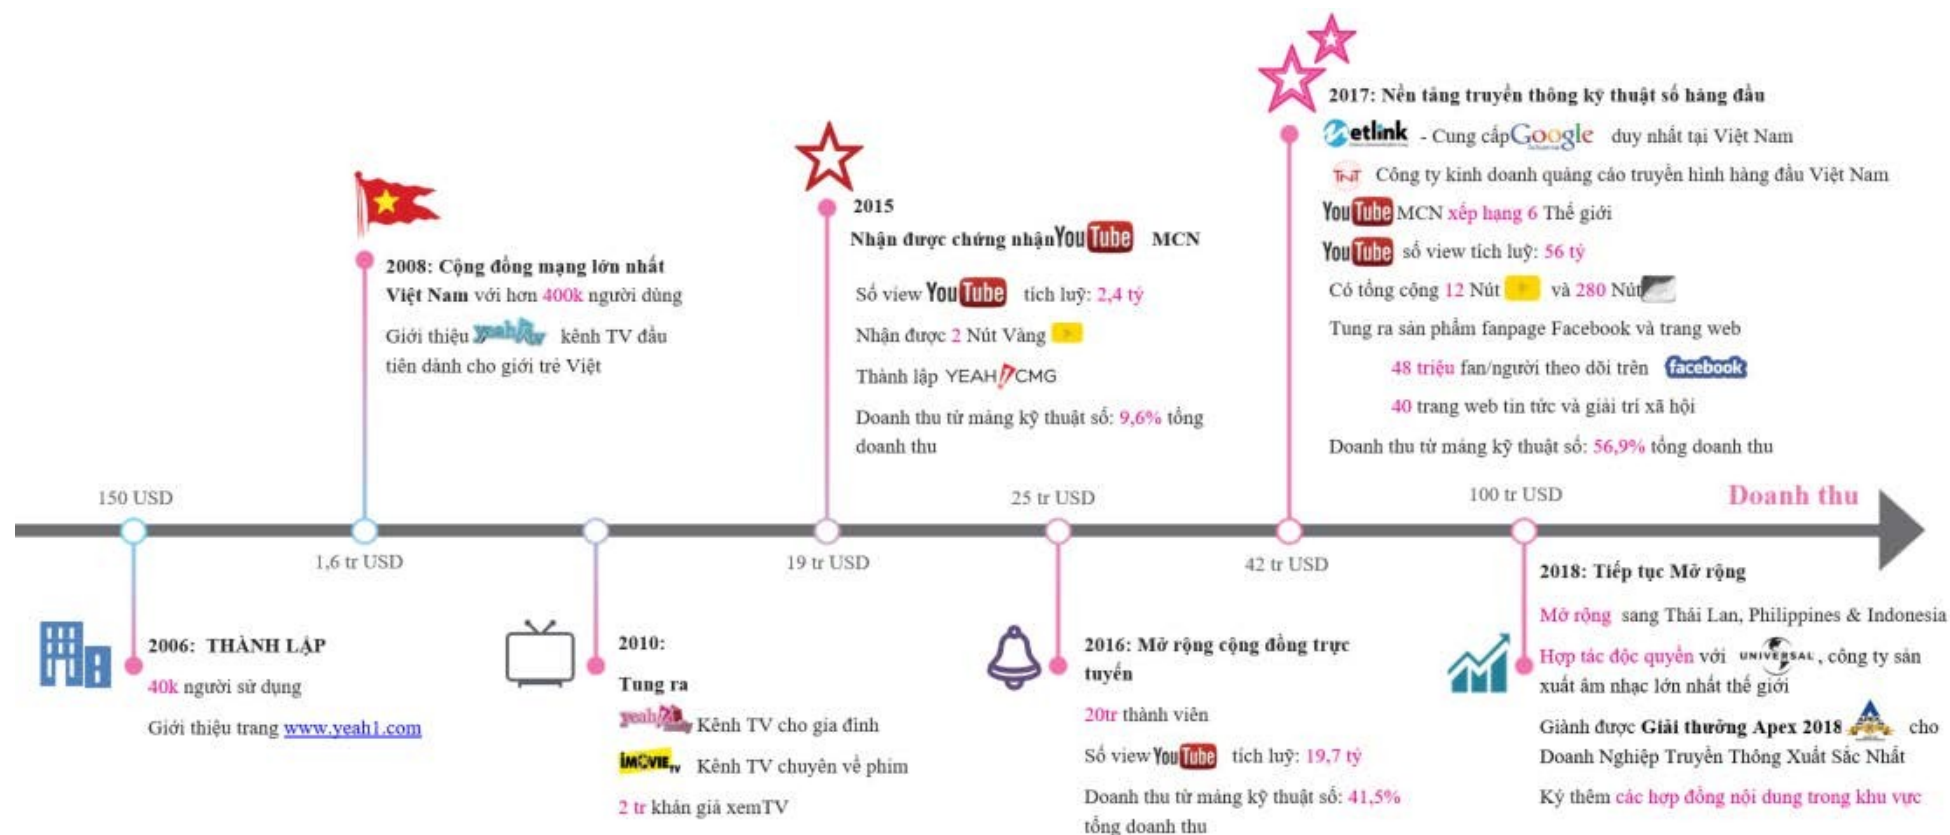 2017: Nền tảng truyền thông kỹ thuật số hàng đầu
netlink - Cung cấp Google duy nhất tại Việt Nam
TNT Công ty kinh doanh quảng cáo truyền hình hàng đầu Việt Nam
YouTube MCN xếp hạng 6 Thế giới
YouTube số view tích luỹ: 56 tỷ
Có tổng cộng 12 Nút và 280 Nút
Tung ra sản phẩm fanpage Facebook và trang web
48 triệu fan/người theo dõi trên facebook
40 trang web tin tức và giải trí xã hội
Doanh thu từ mảng kỹ thuật số: 56,9% tổng doanh thu
2015
Nhận được chứng nhận YouTube MCN
Số view YouTube tích luỹ: 2,4 tỷ
Nhận được 2 Nút Vàng
Thành lập YEAH1CMG
Doanh thu từ mảng kỹ thuật số: 9,6% tổng
doanh thu
2008: Cộng đồng mạng lớn nhất
Việt Nam với hơn 400k người dùng
Giới thiệu yeah1tv kênh TV đầu
tiên dành cho giới trẻ Việt
150 USD
25 tr USD
100 tr USD
Doanh thu
1,6 tr USD
19 tr USD
42 tr USD
2006: THÀNH LẬP
40k người sử dụng
Giới thiệu trang www.yeah1.com
2010:
Tung ra
yeah1 Kênh TV cho gia đình
iMOVIE TV Kênh TV chuyên về phim
2 tr khán giả xemTV
2016: Mở rộng cộng đồng trực
tuyến
20tr thành viên
Số view YouTube tích luỹ: 19,7 tỷ
Doanh thu từ mảng kỹ thuật số: 41,5%
tổng doanh thu
2018: Tiếp tục Mở rộng
Mở rộng sang Thái Lan, Philippines & Indonesia
Hợp tác độc quyền với UNIVERSAL, công ty sản
xuất âm nhạc lớn nhất thế giới
Giành được Giải thưởng Apex 2018 APEX cho
Doanh Nghiệp Truyền Thông Xuất Sắc Nhất
Ký thêm các hợp đồng nội dung trong khu vực